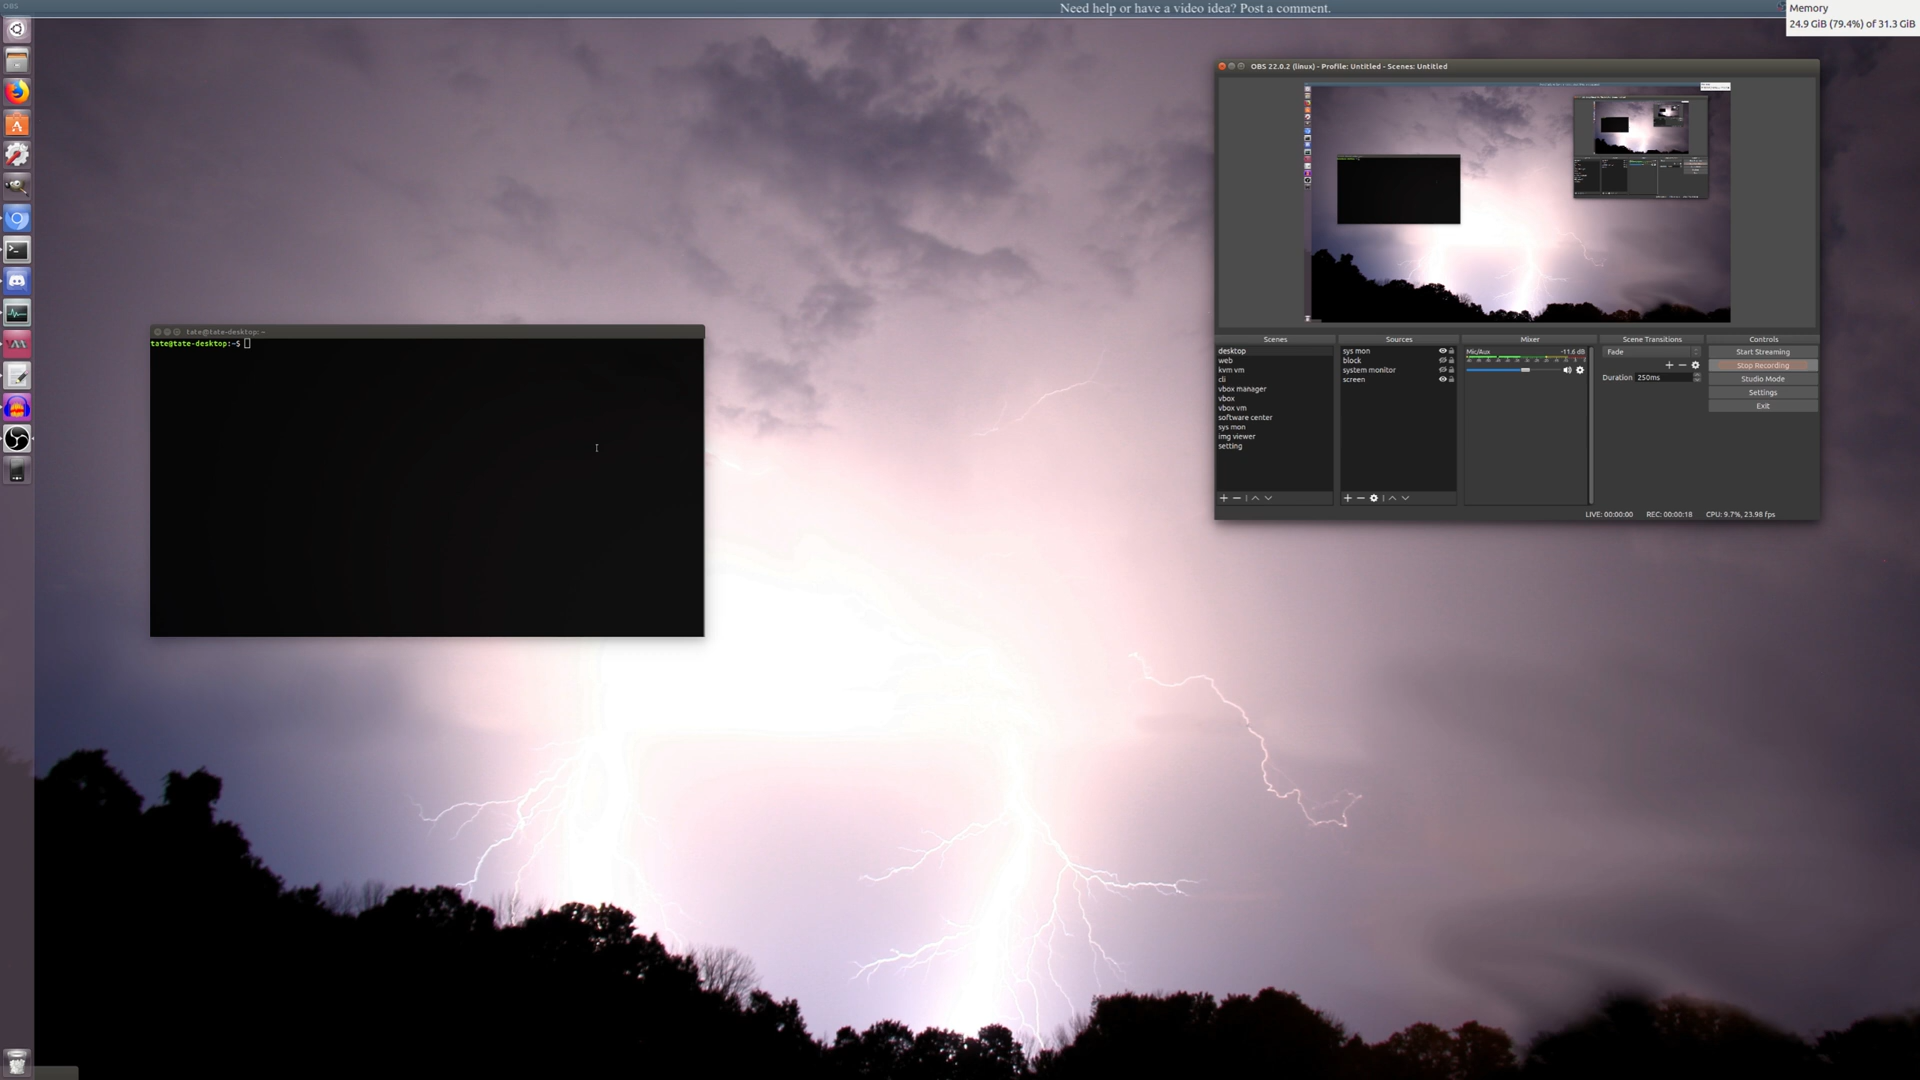 OBS
Need help or have a video idea? Post a comment.
Memory
24.9 GiB (79.4%) of 31.3 GiB
OBS 22.0.2 (linux) - Profile: Untitled - Scenes: Untitled
tate@tate-desktop: ~
tate@tate-desktop:~$
Scenes
desktop
web
kvm vm
cli
vbox manager
vbox
vbox vm
software center
sys mon
img viewer
setting
Sources
sys mon
block
system monitor
screen
Mixer
Mic/Aux
-11.6 dB
Scene Transitions
Fade
Duration 250ms
Controls
Start Streaming
Stop Recording
Studio Mode
Settings
Exit
LIVE: 00:00:00
REC: 00:00:18
CPU: 9.7%, 23.98 fps